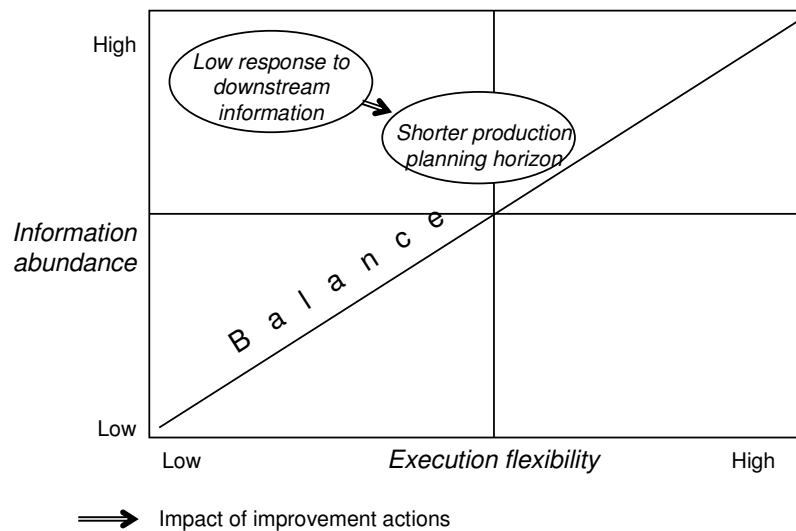 High
Low response to
downstream
information
Shorter production
planning horizon
Information
abundance
Balance
Low
Low
Execution flexibility
High
Impact of improvement actions